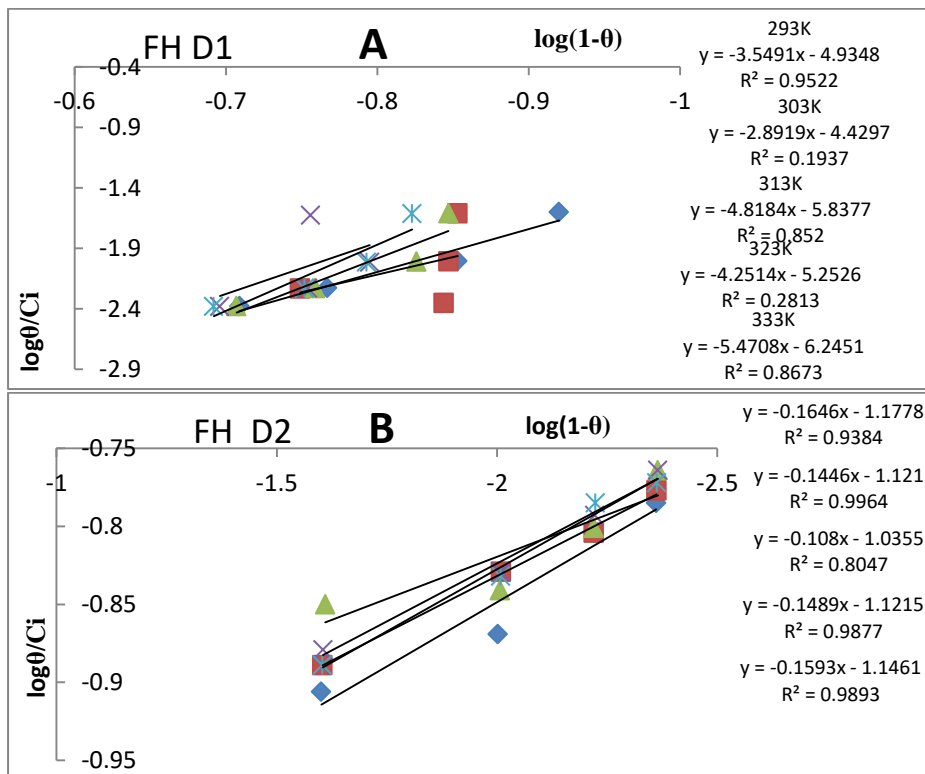 FH D1
A
log(1-θ)
-0.4
-0.6
-0.7
-0.8
-0.9
-1
-0.9
-1.4
-1.9
-2.4
-2.9
logθ/Ci
293K
y = -3.5491x - 4.9348
R² = 0.9522
303K
y = -2.8919x - 4.4297
R² = 0.1937
313K
y = -4.8184x - 5.8377
R² = 0.852
323K
y = -4.2514x - 5.2526
R² = 0.2813
333K
y = -5.4708x - 6.2451
R² = 0.8673
FH D2
B
log(1-θ)
-0.75
-1
-1.5
-2
-2.5
-0.8
-0.85
-0.9
-0.95
logθ/Ci
y = -0.1646x - 1.1778
R² = 0.9384
y = -0.1446x - 1.121
R² = 0.9964
y = -0.108x - 1.0355
R² = 0.8047
y = -0.1489x - 1.1215
R² = 0.9877
y = -0.1593x - 1.1461
R² = 0.9893